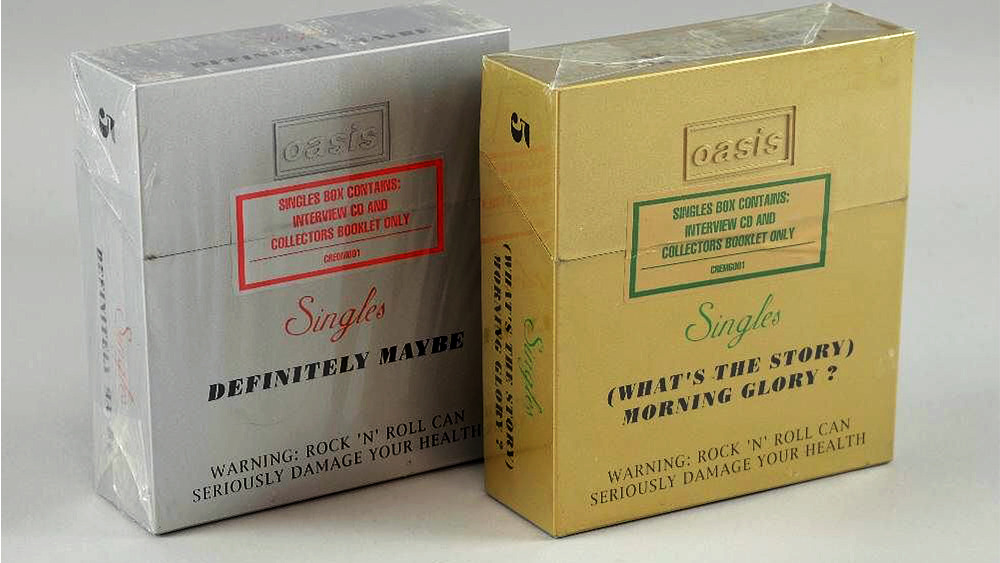 DEFINITELY MAYBE
5
oasis
SINGLES BOX CONTAINS:
INTERVIEW CD AND
COLLECTORS BOOKLET ONLY
CREDM001
Singles
DEFINITELY MAYBE
WARNING: ROCK 'N' ROLL CAN
SERIOUSLY DAMAGE YOUR HEALTH
Singles
5
oasis
SINGLES BOX CONTAINS:
INTERVIEW CD AND
COLLECTORS BOOKLET ONLY
CREMG001
Singles
(WHAT'S THE STORY)
MORNING GLORY ?
WARNING: ROCK 'N' ROLL CAN
SERIOUSLY DAMAGE YOUR HEALTH
(WHAT'S THE STORY)
MORNING GLORY ?
Singles